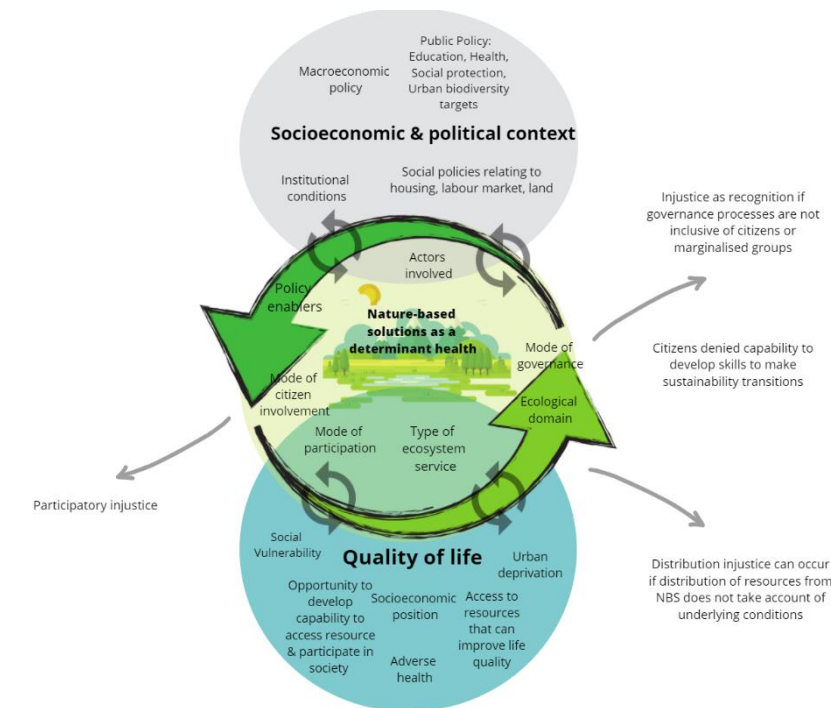 Public Policy:
Education, Health,
Social protection,
Urban biodiversity
targets
Macroeconomic
policy
Socioeconomic & political context
Institutional
conditions
Social policies relating to
housing, labour market, land
Actors
involved
Policy
enablers
Nature-based
solutions as a
determinant health
Mode of
governance
Mode of
citizen
involvement
Ecological
domain
Mode of
participation
Type of
ecosystem
service
Social
Vulnerability
Quality of life
Urban
deprivation
Opportunity to
develop
capability to
access resource
& participate in
society
Socioeconomic
position
Access to
resources
that can
improve life
quality
Adverse
health
Participatory injustice
Injustice as recognition if
governance processes are not
inclusive of citizens or
marginalised groups
Citizens denied capability to
develop skills to make
sustainability transitions
Distribution injustice can occur
if distribution of resources from
NBS does not take account of
underlying conditions